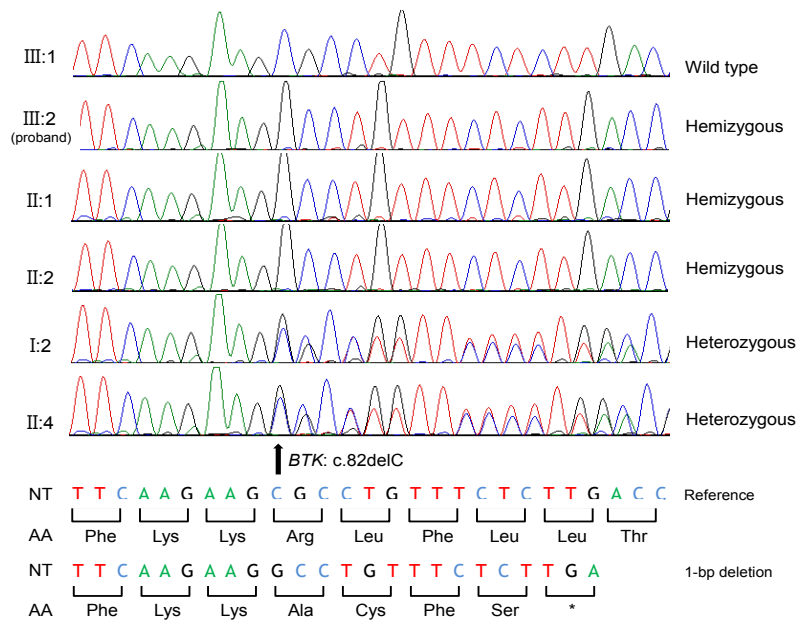 III:1 Wild type
III:2 (proband) Hemizygous
II:1 Hemizygous
II:2 Hemizygous
I:2 Heterozygous
II:4 Heterozygous
BTK: c.82delC
NT T T C A A G A A G C G C C T G T T T C T C T T G A C C Reference
AA Phe Lys Lys Arg Leu Phe Leu Leu Thr
NT T T C A A G A A G G C C T G T T T C T C T T G A 1-bp deletion
AA Phe Lys Lys Ala Cys Phe Ser *